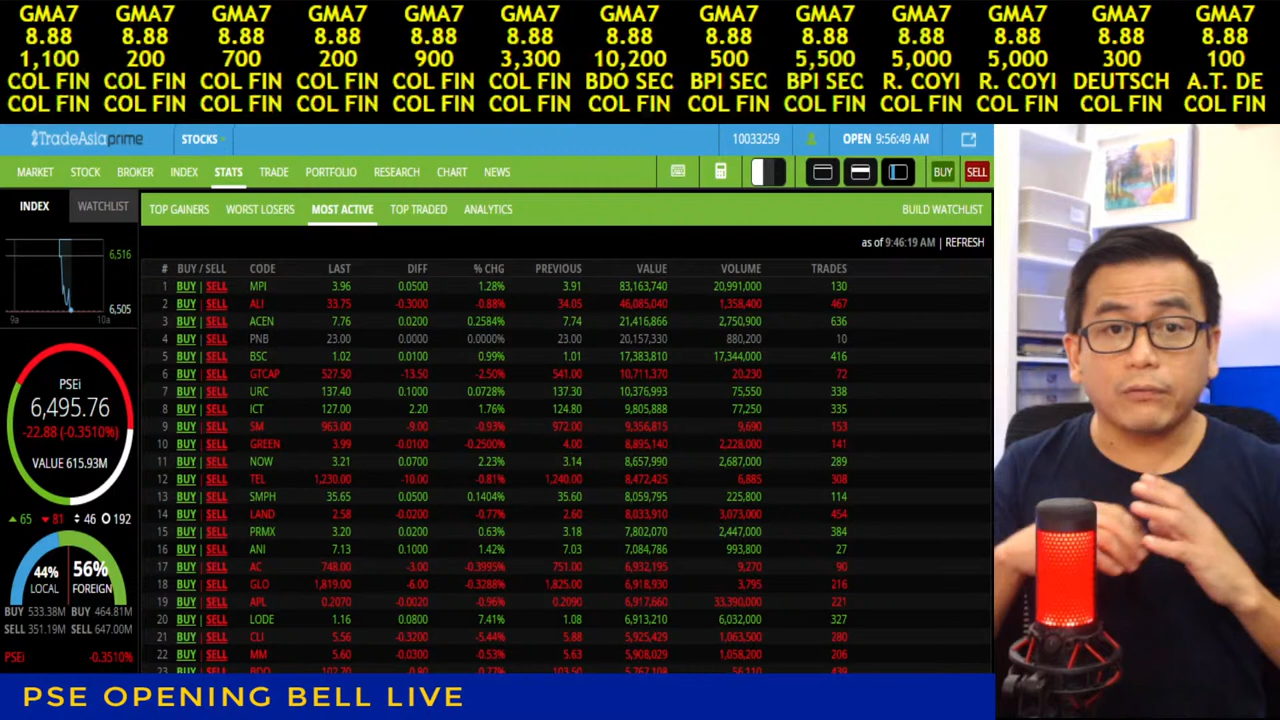 GMA7 GMA7 GMA7 GMA7 GMA7 GMA7 GMA7 GMA7 GMA7 GMA7 GMA7 GMA7 GMA7
8.88 8.88 8.88 8.88 8.88 8.88 8.88 8.88 8.88 8.88 8.88 8.88 8.88
1,100 200 700 200 900 3,300 10,200 500 5,500 5,000 5,000 300 100
COL FIN COL FIN COL FIN COL FIN COL FIN COL FIN BDO SEC BPI SEC BPI SEC R. COYI R. COYI DEUTSCH A.T. DE
COL FIN COL FIN COL FIN COL FIN COL FIN COL FIN COL FIN COL FIN COL FIN COL FIN COL FIN COL FIN COL FIN
2TradeAsia prime STOCKS 10033259 OPEN 9:56:49 AM
MARKET STOCK BROKER INDEX STATS TRADE PORTFOLIO RESEARCH CHART NEWS BUY SELL
INDEX WATCHLIST
TOP GAINERS WORST LOSERS MOST ACTIVE TOP TRADED ANALYTICS BUILD WATCHLIST
as of 9:46:19 AM | REFRESH
6,516
6,505
9a 10a
PSEi
6,495.76
-22.88 (-0.3510%)
VALUE 615.93M
65 81 46 192
44% 56%
LOCAL FOREIGN
BUY 533.38M BUY 464.81M
SELL 351.19M SELL 647.00M
PSEi -0.3510%
# BUY / SELL CODE LAST DIFF % CHG PREVIOUS VALUE VOLUME TRADES
1 BUY | SELL MPI 3.96 0.0500 1.28% 3.91 83,163,740 20,991,000 130
2 BUY | SELL ALI 33.75 -0.3000 -0.88% 34.05 46,085,040 1,358,400 467
3 BUY | SELL ACEN 7.76 0.0200 0.2584% 7.74 21,416,866 2,750,900 636
4 BUY | SELL PNB 23.00 0.0000 0.0000% 23.00 20,157,330 880,200 10
5 BUY | SELL BSC 1.02 0.0100 0.99% 1.01 17,383,810 17,344,000 416
6 BUY | SELL GTCAP 527.50 -13.50 -2.50% 541.00 10,711,370 20,230 72
7 BUY | SELL URC 137.40 0.1000 0.0728% 137.30 10,376,993 75,550 338
8 BUY | SELL ICT 127.00 2.20 1.76% 124.80 9,805,888 77,250 335
9 BUY | SELL SM 963.00 -9.00 -0.93% 972.00 9,356,815 9,690 153
10 BUY | SELL GREEN 3.99 -0.0100 -0.2500% 4.00 8,895,140 2,228,000 141
11 BUY | SELL NOW 3.21 0.0700 2.23% 3.14 8,657,990 2,687,000 289
12 BUY | SELL TEL 1,230.00 -10.00 -0.81% 1,240.00 8,472,425 6,885 308
13 BUY | SELL SMPH 35.65 0.0500 0.1404% 35.60 8,059,795 225,800 114
14 BUY | SELL LAND 2.58 -0.0200 -0.77% 2.60 8,033,910 3,073,000 454
15 BUY | SELL PRMX 3.20 0.0200 0.63% 3.18 7,802,070 2,447,000 384
16 BUY | SELL ANI 7.13 0.1000 1.42% 7.03 7,084,786 993,800 27
17 BUY | SELL AC 748.00 -3.00 -0.3995% 751.00 6,932,195 9,270 90
18 BUY | SELL GLO 1,819.00 -6.00 -0.3288% 1,825.00 6,918,930 3,795 216
19 BUY | SELL APL 0.2070 -0.0020 -0.96% 0.2090 6,917,660 33,390,000 221
20 BUY | SELL LODE 1.16 0.0800 7.41% 1.08 6,913,210 6,032,000 327
21 BUY | SELL CLI 5.56 -0.3200 -5.44% 5.88 5,925,429 1,063,500 280
22 BUY | SELL MM 5.60 -0.0300 -0.53% 5.63 5,908,029 1,058,200 206
23 BUY | SELL BDO 102.70 -0.80 -0.77% 103.50 5,767,108 56,110 439
PSE OPENING BELL LIVE